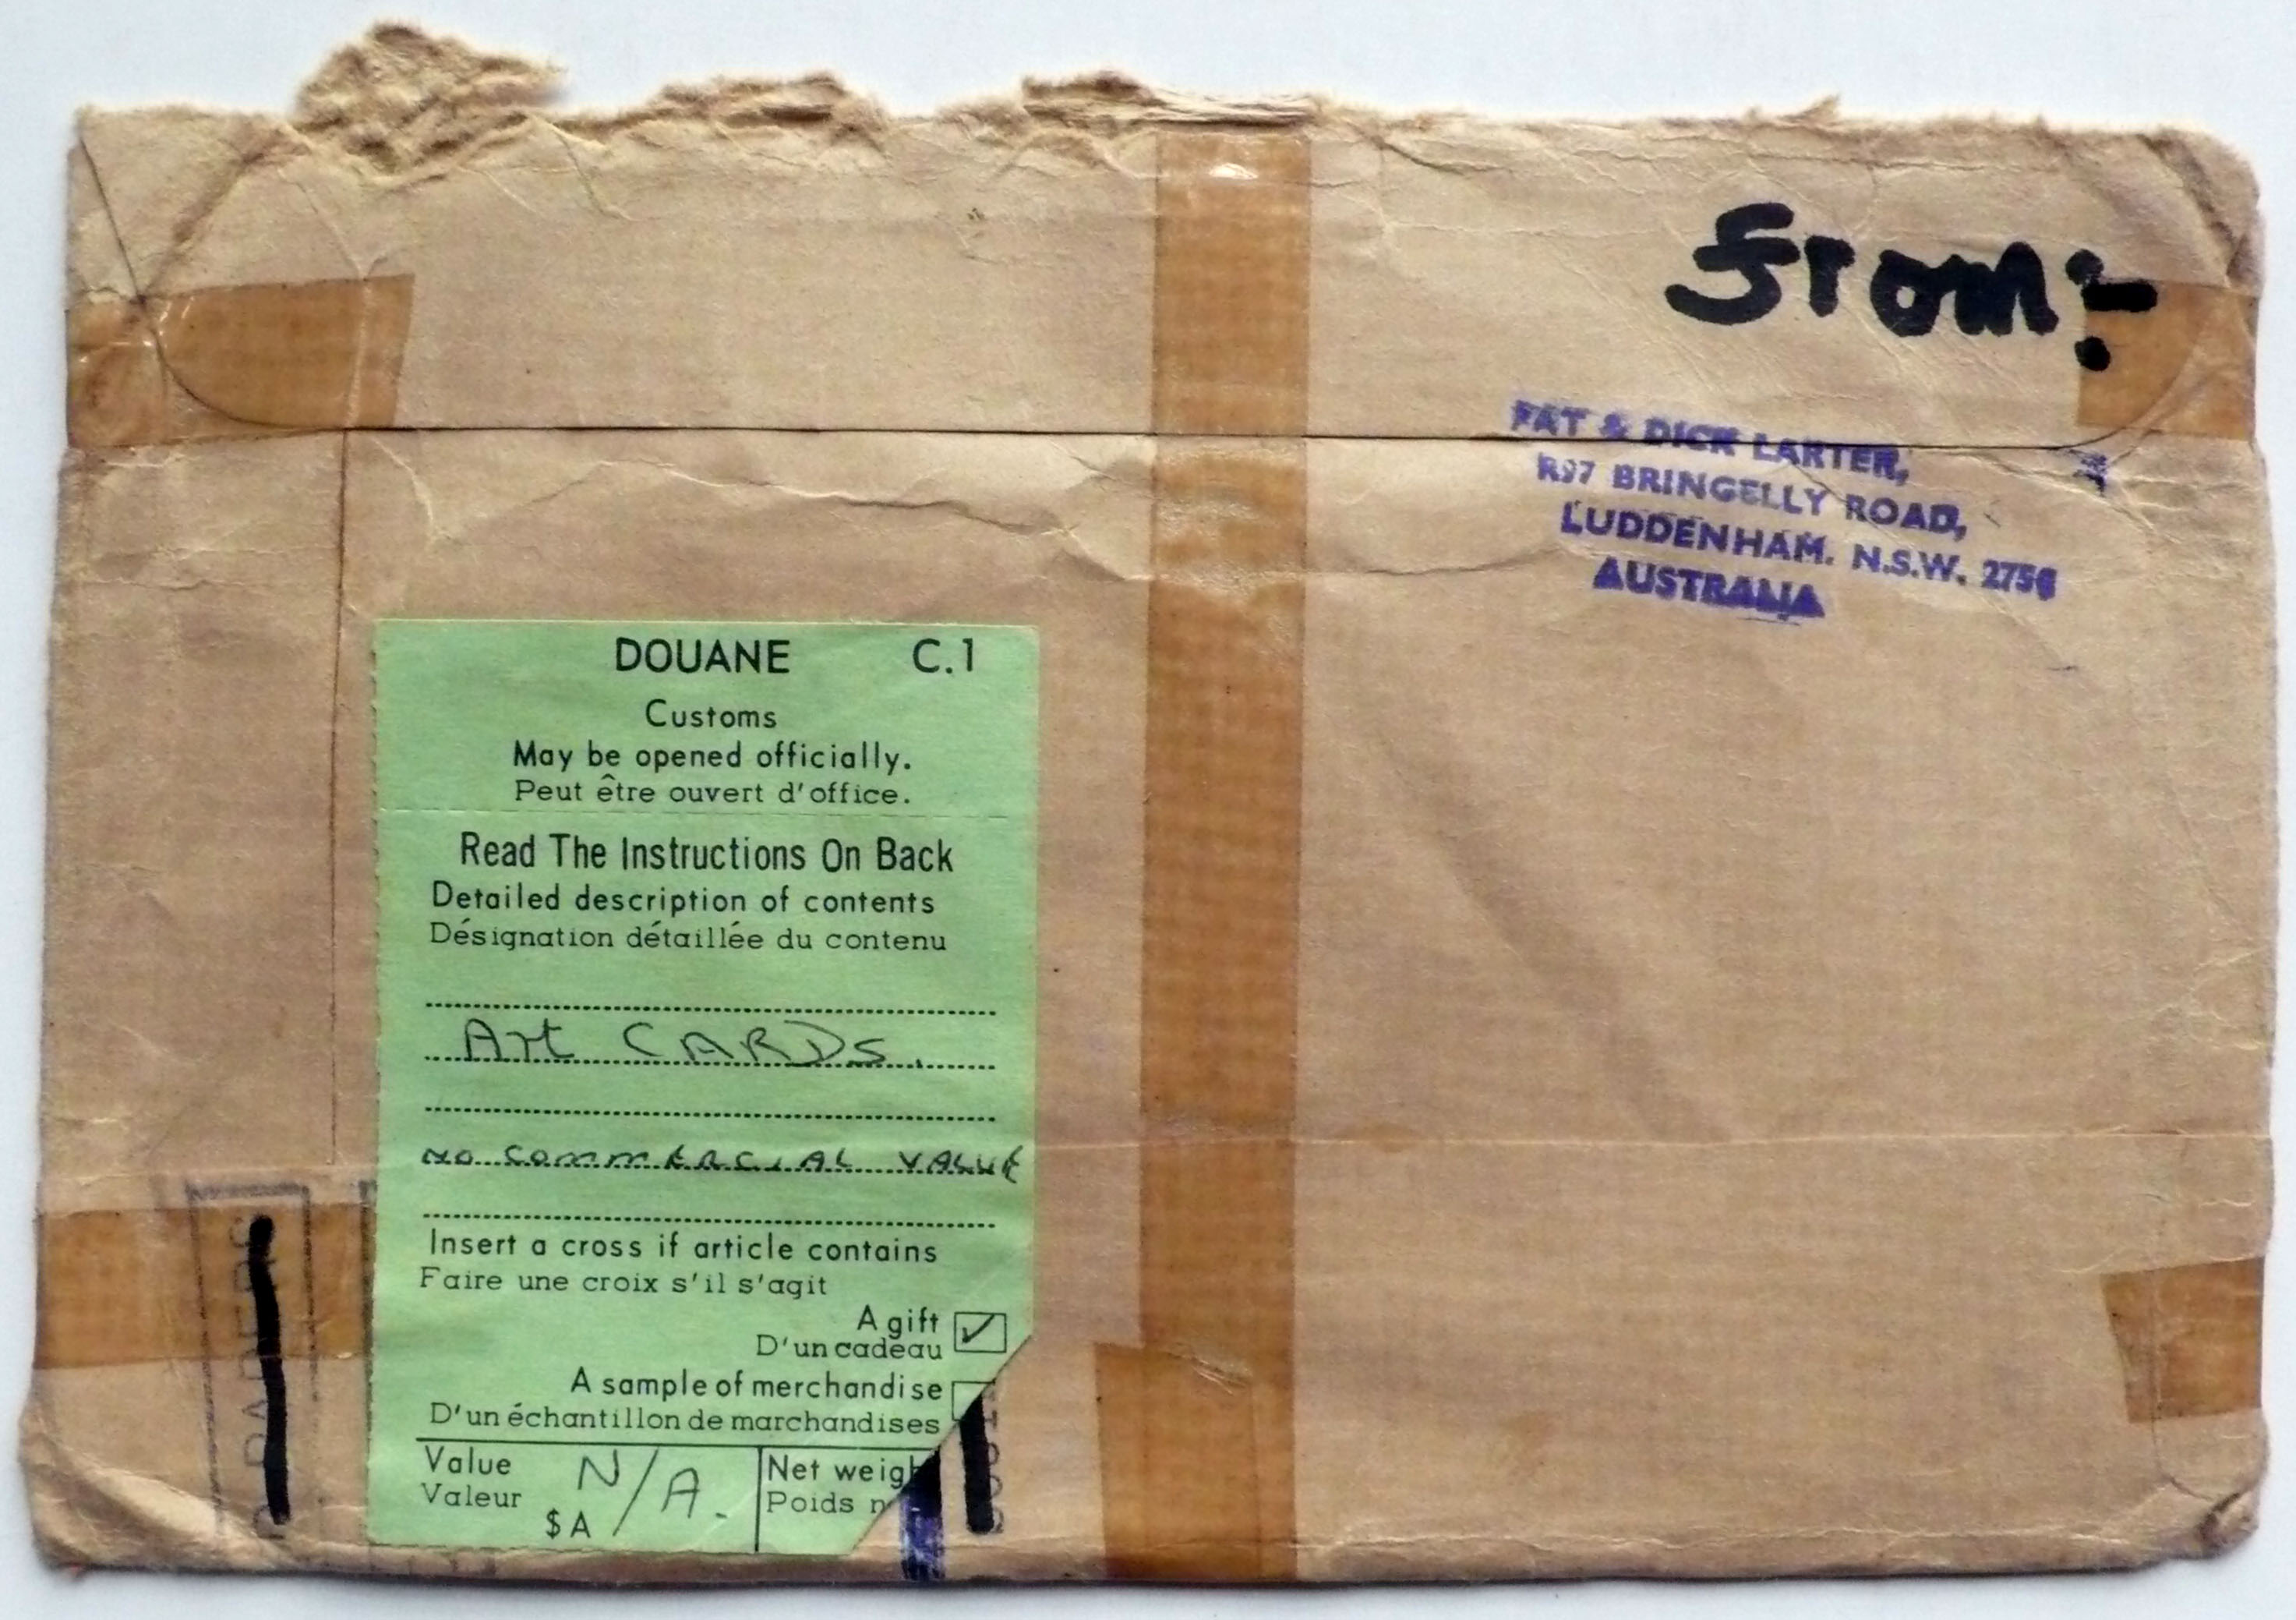 from:-
PAT & DICK LARTER,
R97 BRINGELLY ROAD,
LUDDENHAM. N.S.W. 2756
AUSTRALIA
DOUANE C.1
Customs
May be opened officially.
Peut être ouvert d'office.
Read The Instructions On Back
Detailed description of contents
Désignation détaillée du contenu
Art CARDS.
NO COMMERCIAL VALUE
Insert a cross if article contains
Faire une croix s'il s'agit
A gift
D'un cadeau
A sample of merchandise
D'un échantillon de marchandises
Value N/A. Net weigh
Valeur Poids n
$A